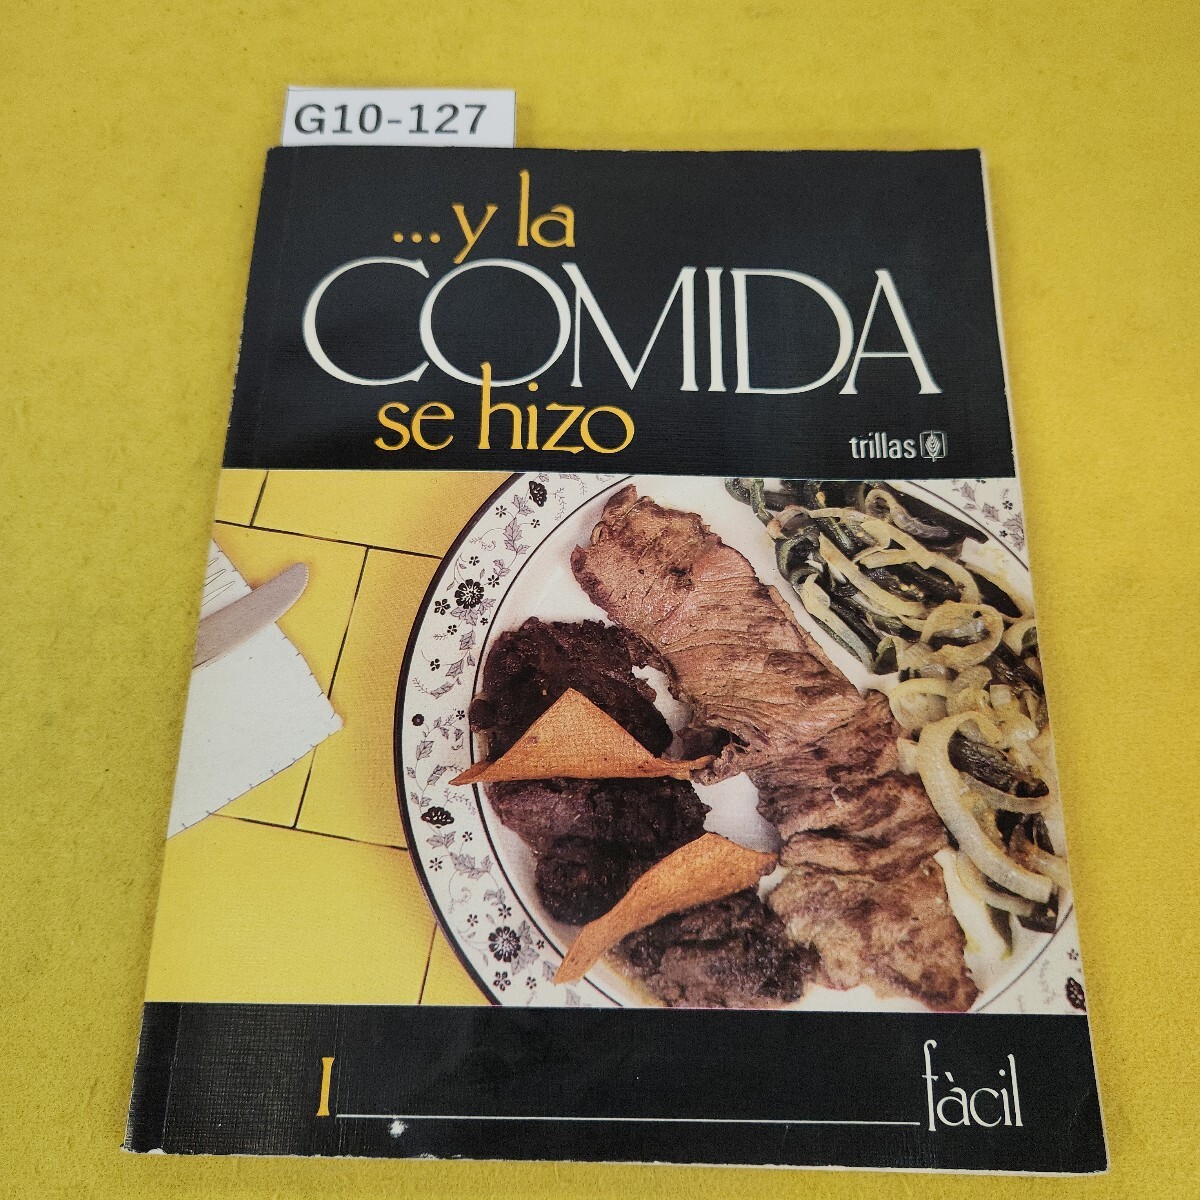 G10-127
...y la
COMIDA
se hizo
trillas
I
fàcil